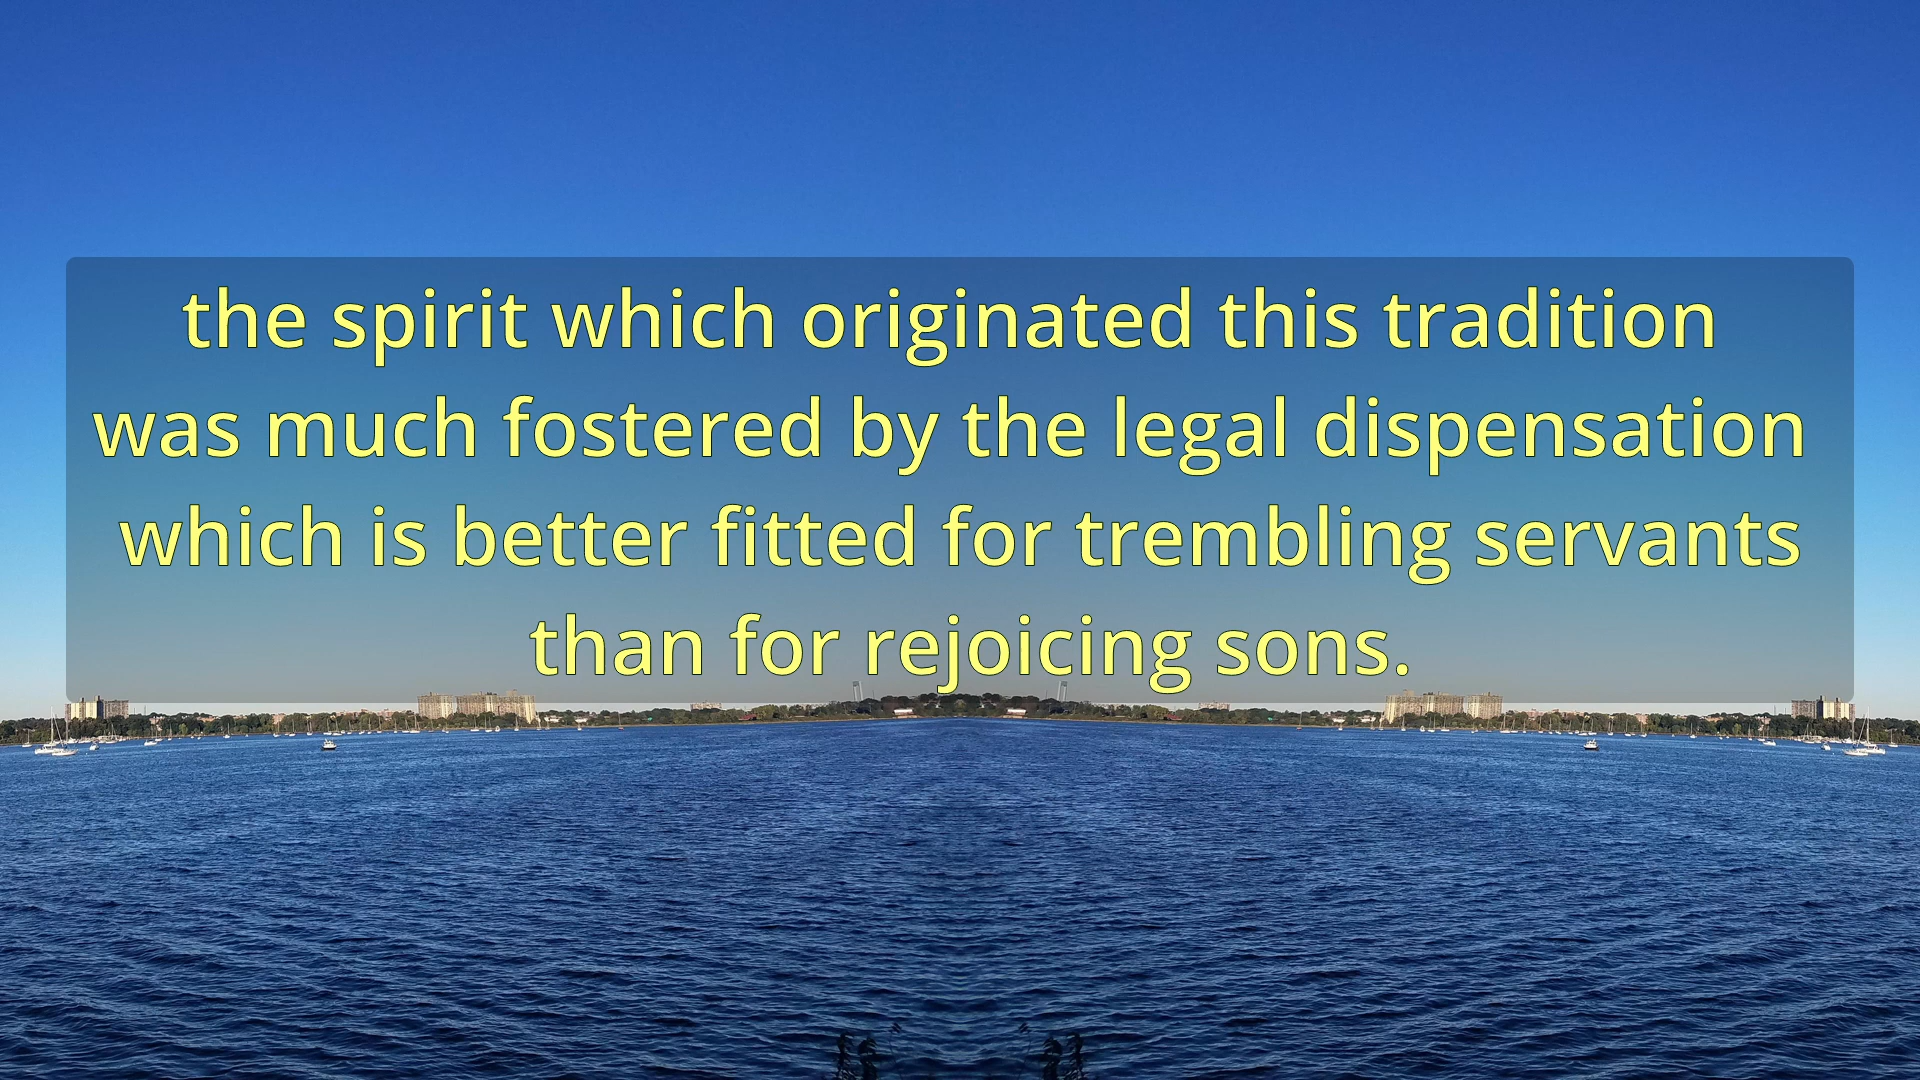 the spirit which originated this tradition
was much fostered by the legal dispensation
which is better fitted for trembling servants
than for rejoicing sons.